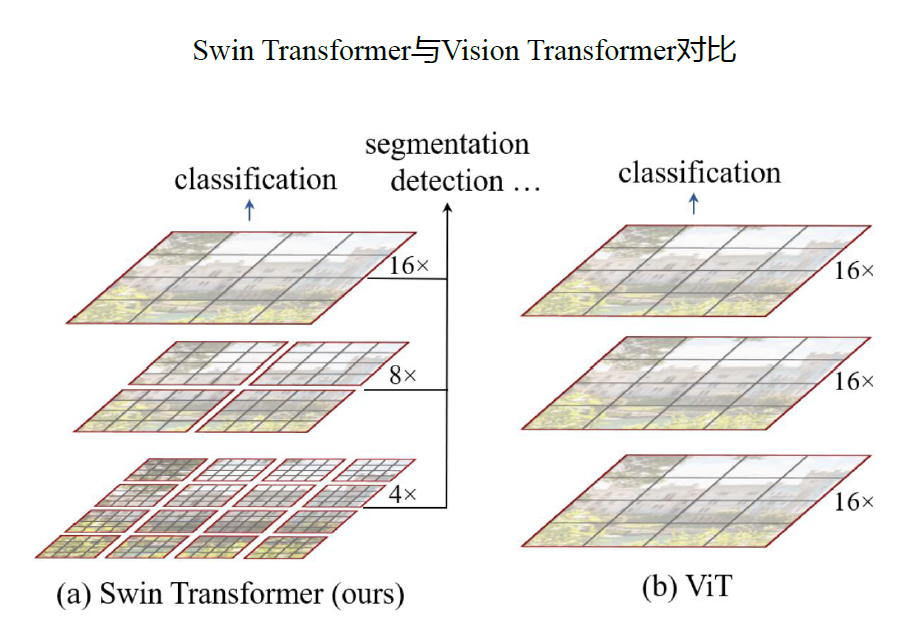 Swin Transformer与Vision Transformer对比
segmentation
classification
detection ...
16×
8×
4×
(a) Swin Transformer (ours)
classification
16×
16×
16×
(b) ViT